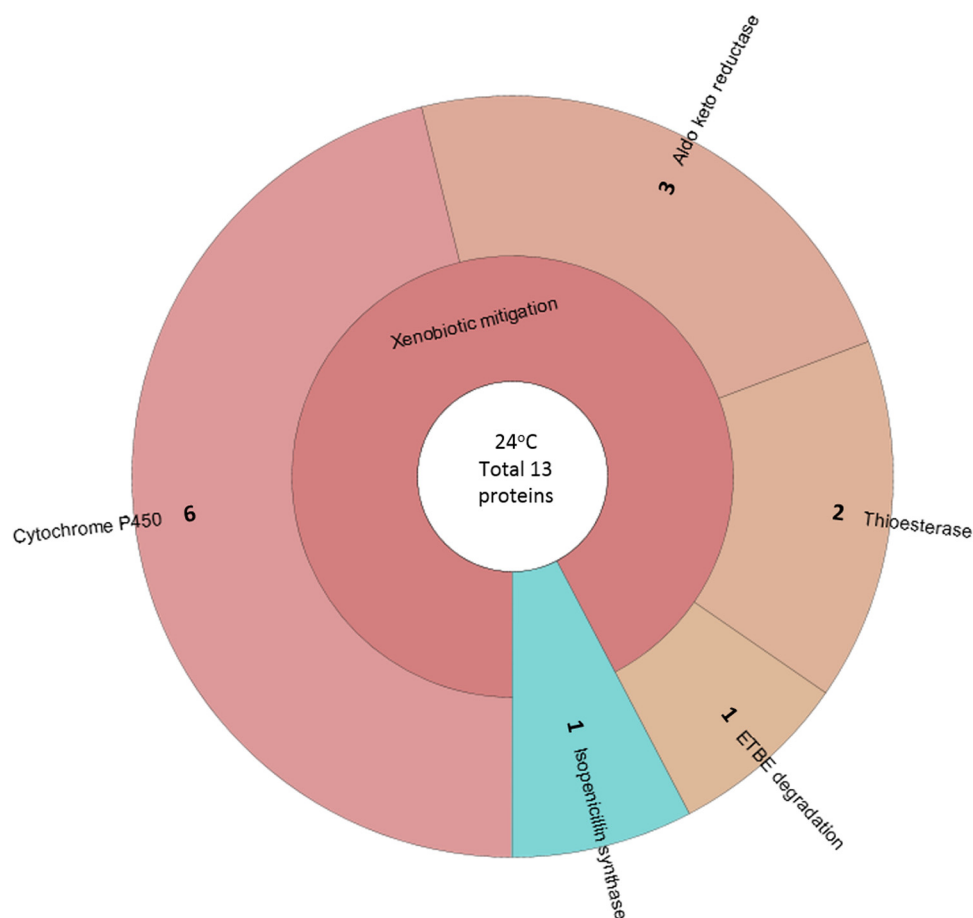 Aldo keto reductase
3
Xenobiotic mitigation
24°C
Total 13
proteins
Cytochrome P450 6
2 Thioesterase
1 ETBE degradation
1 Isopenicillin synthase